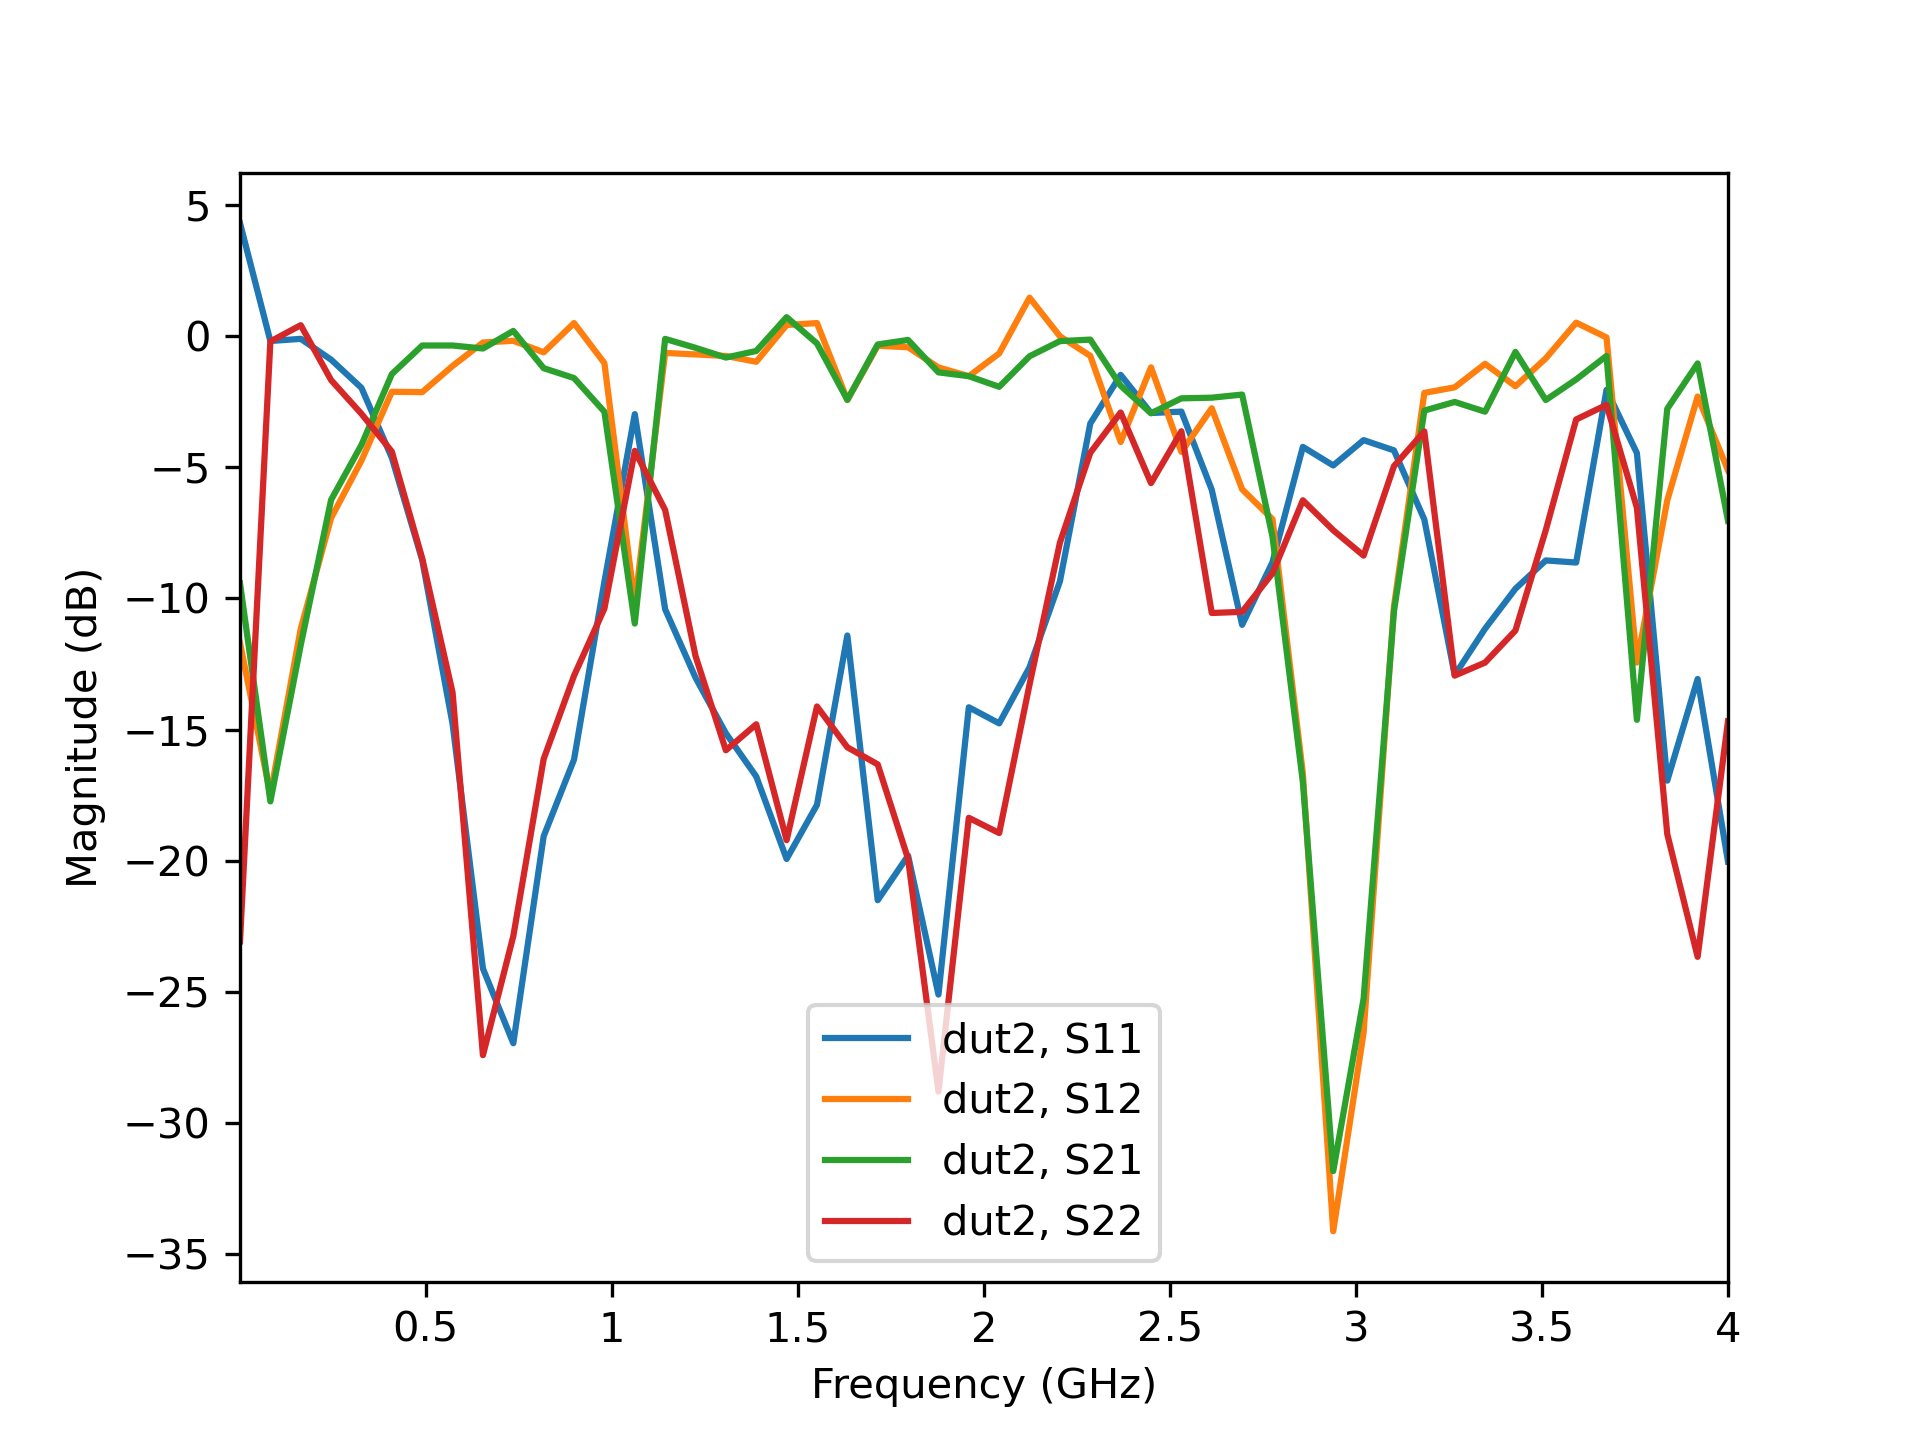 5
0
−5
−10
−15
−20
−25
−30
−35
Magnitude (dB)
dut2, S11
dut2, S12
dut2, S21
dut2, S22
0.5 1 1.5 2 2.5 3 3.5 4
Frequency (GHz)